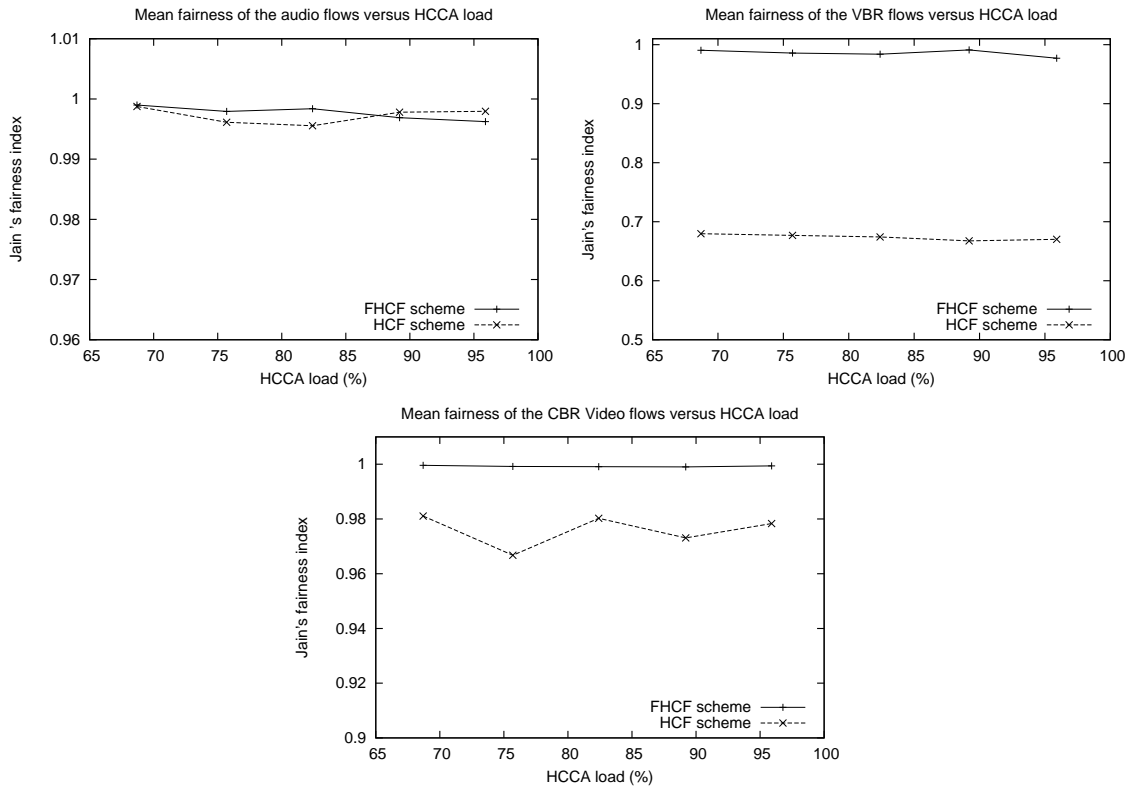 Mean fairness of the audio flows versus HCCA load
1.01
1
0.99
0.98
0.97
0.96
Jain 's fairness index
FHCF scheme
HCF scheme
65 70 75 80 85 90 95 100
HCCA load (%)
Mean fairness of the VBR flows versus HCCA load
1
0.9
0.8
0.7
0.6
0.5
Jain's fairness index
FHCF scheme
HCF scheme
65 70 75 80 85 90 95 100
HCCA load (%)
Mean fairness of the CBR Video flows versus HCCA load
1
0.98
0.96
0.94
0.92
0.9
Jain's fairness index
FHCF scheme
HCF scheme
65 70 75 80 85 90 95 100
HCCA load (%)